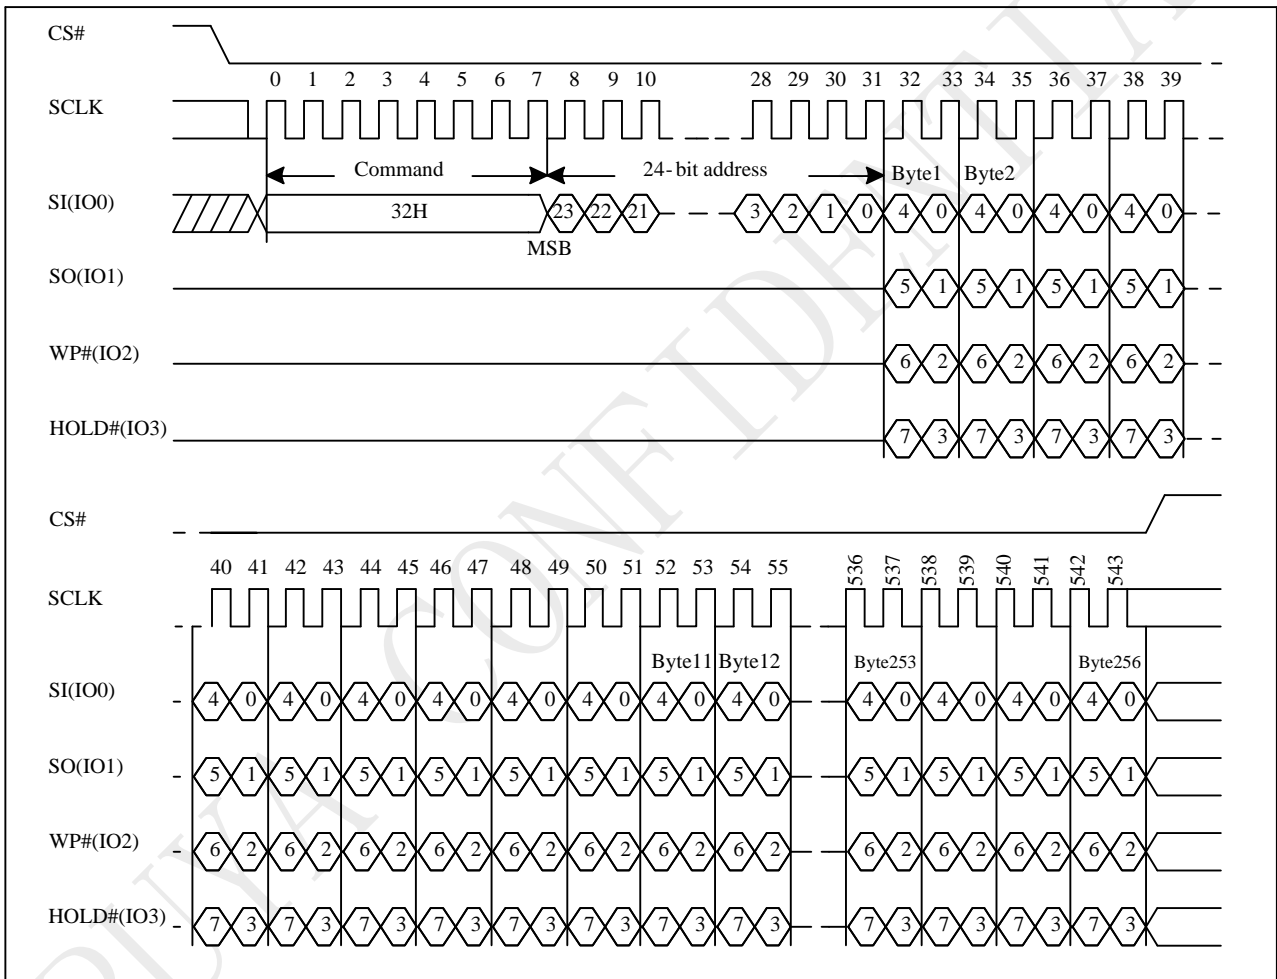 CS#
0 1 2 3 4 5 6 7 8 9 10 28 29 30 31 32 33 34 35 36 37 38 39
SCLK
Command 24-bit address Byte1 Byte2
SI(IO0) 32H 23 22 21 3 2 1 0 4 0 4 0 4 0 4 0
MSB
SO(IO1) 5 1 5 1 5 1 5 1
WP#(IO2) 6 2 6 2 6 2 6 2
HOLD#(IO3) 7 3 7 3 7 3 7 3
CS#
40 41 42 43 44 45 46 47 48 49 50 51 52 53 54 55 536 537 538 539 540 541 542 543
SCLK
Byte11 Byte12 Byte253 Byte256
SI(IO0) 4 0 4 0 4 0 4 0 4 0 4 0 4 0 4 0 4 0 4 0 4 0 4 0
SO(IO1) 5 1 5 1 5 1 5 1 5 1 5 1 5 1 5 1 5 1 5 1 5 1 5 1
WP#(IO2) 6 2 6 2 6 2 6 2 6 2 6 2 6 2 6 2 6 2 6 2 6 2 6 2
HOLD#(IO3) 7 3 7 3 7 3 7 3 7 3 7 3 7 3 7 3 7 3 7 3 7 3 7 3
PUYA CONFIDENTIAL